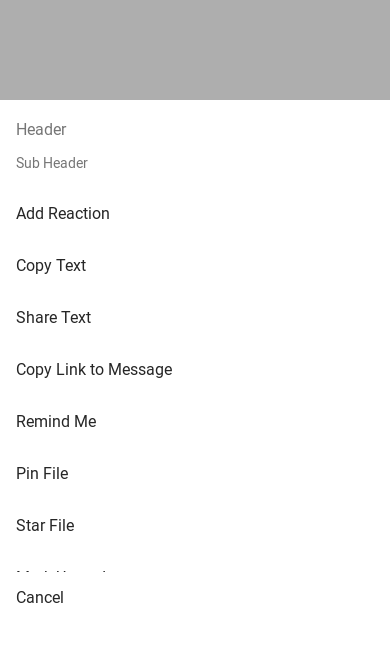 Header
Sub Header
Add Reaction
Copy Text
Share Text
Copy Link to Message
Remind Me
Pin File
Star File
Cancel